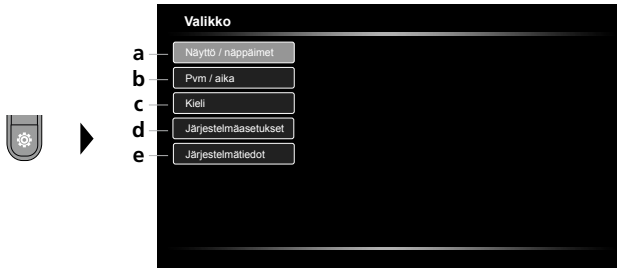 Valikko
a Näyttö / näppäimet
b Pvm / aika
c Kieli
d Järjestelmäasetukset
e Järjestelmätiedot